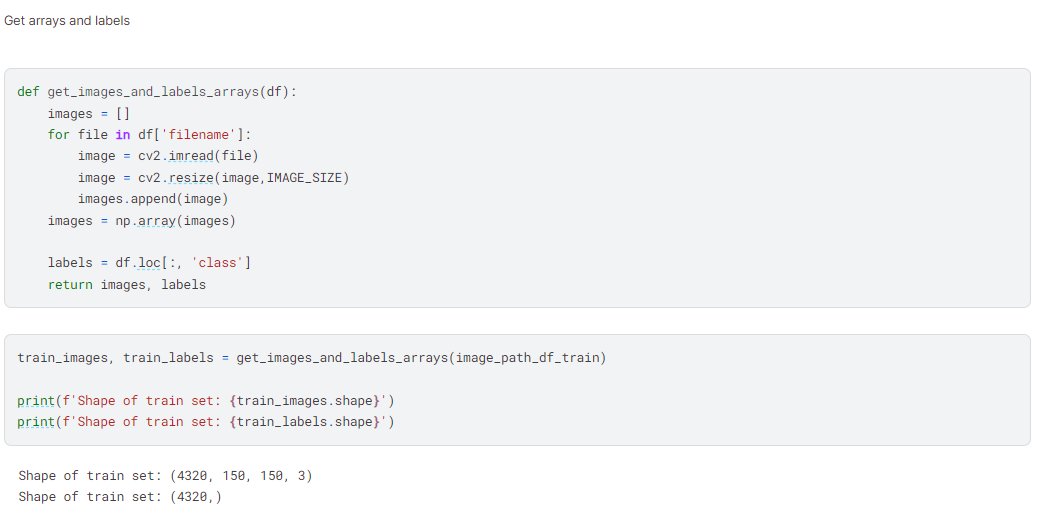 Get arrays and labels
def get_images_and_labels_arrays(df):
    images = []
    for file in df['filename']:
        image = cv2.imread(file)
        image = cv2.resize(image,IMAGE_SIZE)
        images.append(image)
    images = np.array(images)
    labels = df.loc[:, 'class']
    return images, labels
train_images, train_labels = get_images_and_labels_arrays(image_path_df_train)
print(f'Shape of train set: {train_images.shape}')
print(f'Shape of train set: {train_labels.shape}')
Shape of train set: (4320, 150, 150, 3)
Shape of train set: (4320,)